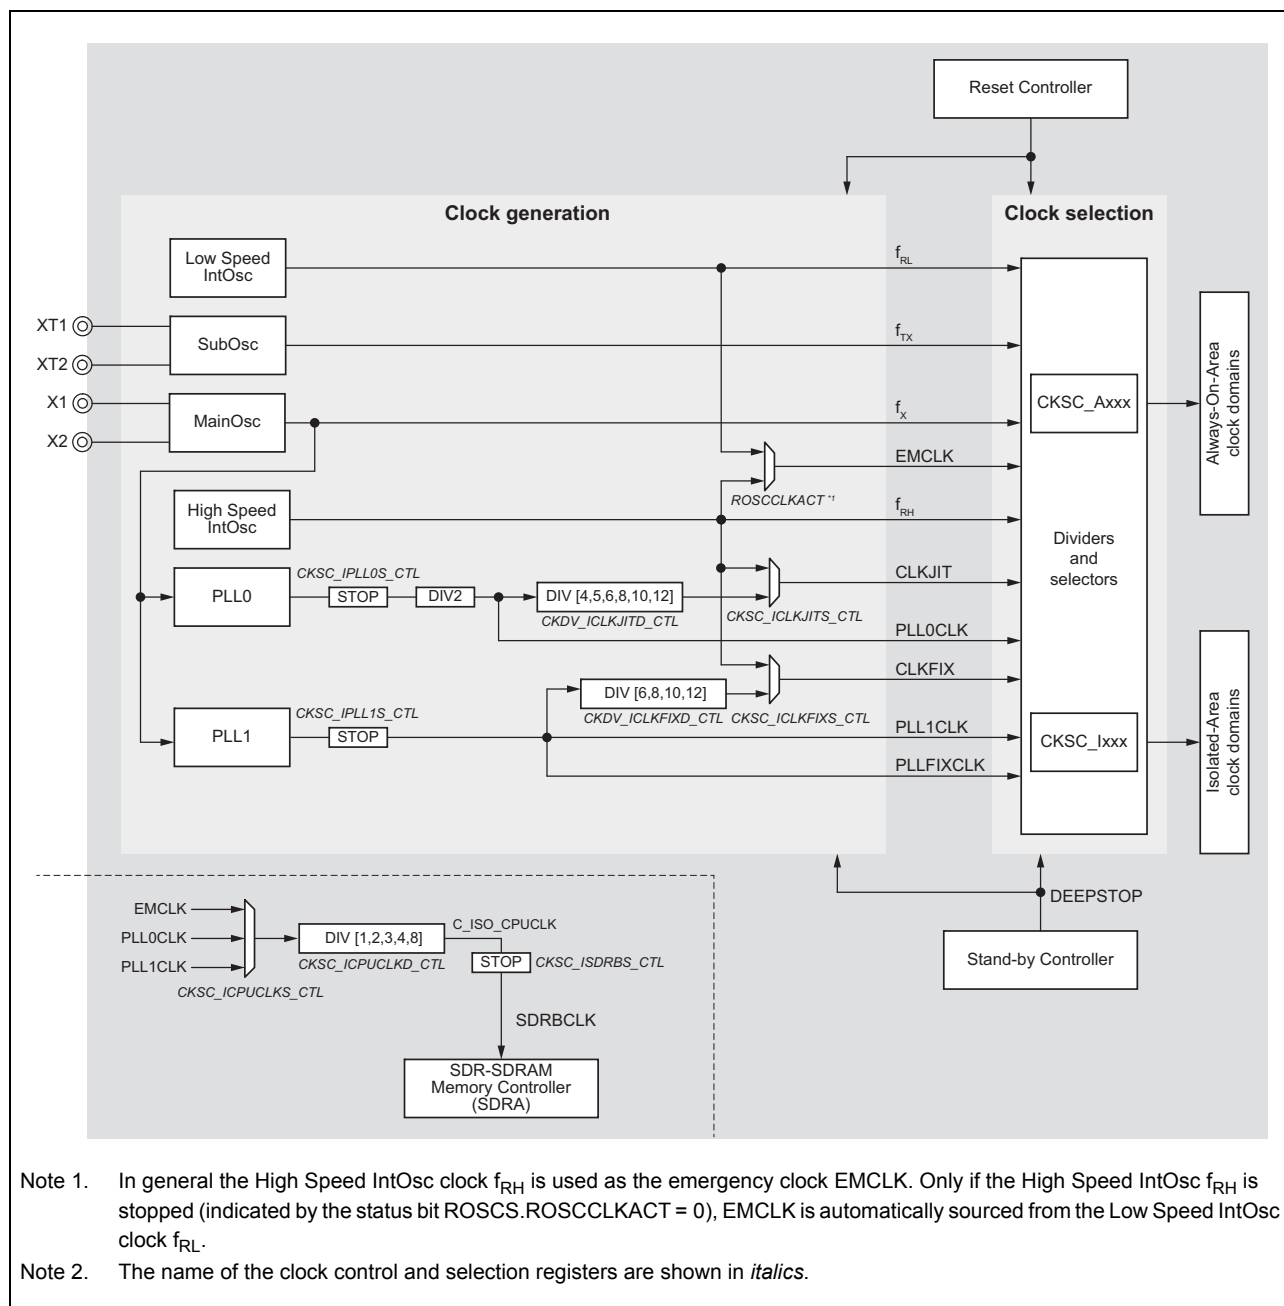 Reset Controller
Clock generation
Clock selection
Low Speed
IntOsc
f_RL
XT1
XT2
SubOsc
f_TX
X1
X2
MainOsc
f_X
CKSC_Axxx
Always-On-Area
clock domains
EMCLK
ROSCCLKACT *1
High Speed
IntOsc
f_RH
Dividers
and
selectors
CKSC_IPLL0S_CTL
PLL0
STOP
DIV2
DIV [4,5,6,8,10,12]
CKDV_ICLKJITD_CTL
CKSC_ICLKJITS_CTL
CLKJIT
PLL0CLK
CLKFIX
DIV [6,8,10,12]
CKDV_ICLKFIXD_CTL
CKSC_ICLKFIXS_CTL
CKSC_IPLL1S_CTL
PLL1
STOP
PLL1CLK
PLLFIXCLK
CKSC_Ixxx
Isolated-Area
clock domains
DEEPSTOP
Stand-by Controller
EMCLK
PLL0CLK
PLL1CLK
CKSC_ICPUCLKS_CTL
DIV [1,2,3,4,8]
CKSC_ICPUCLKD_CTL
C_ISO_CPUCLK
STOP
CKSC_ISDRBS_CTL
SDRBCLK
SDR-SDRAM
Memory Controller
(SDRA)
Note 1. In general the High Speed IntOsc clock f_RH is used as the emergency clock EMCLK. Only if the High Speed IntOsc f_RH is
stopped (indicated by the status bit ROSCS.ROSCCLKACT = 0), EMCLK is automatically sourced from the Low Speed IntOsc
clock f_RL.
Note 2. The name of the clock control and selection registers are shown in italics.